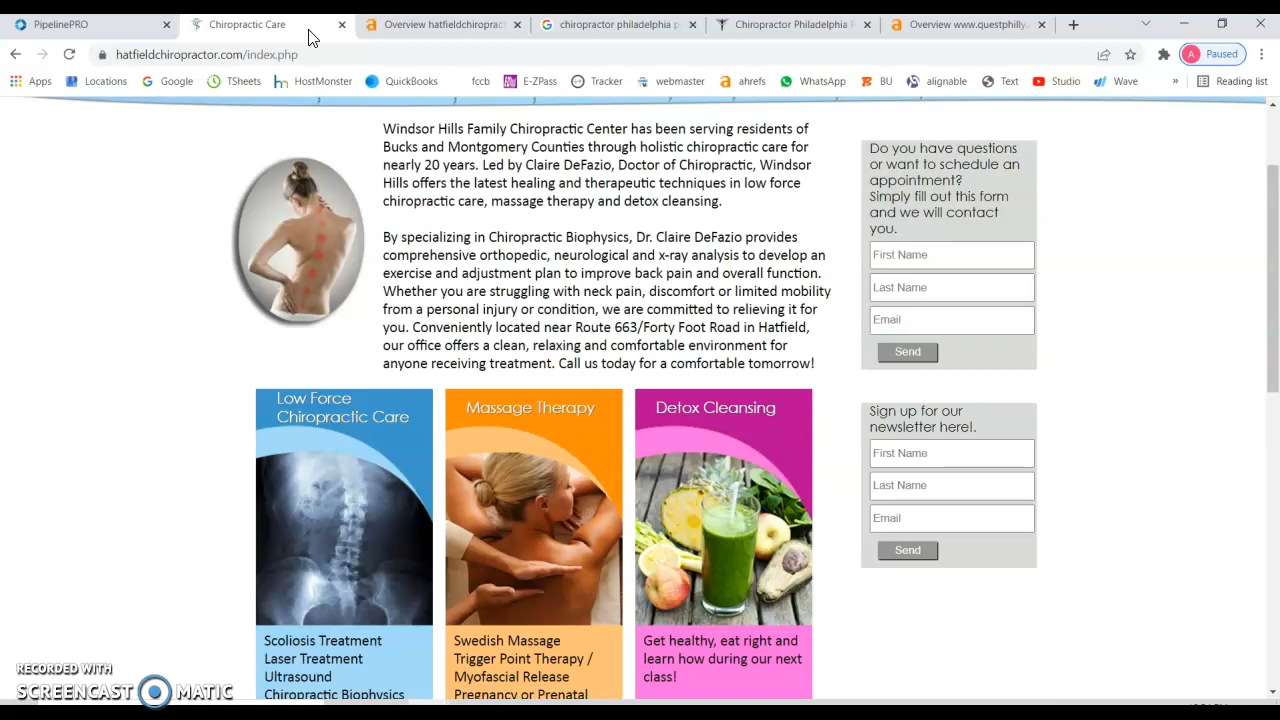 PipelinePRO
Chiropractic Care
Overview hatfieldchiroprac
chiropractor philadelphia p
Chiropractor Philadelphia
Overview www.questphilly.
hatfieldchiropractor.com/index.php
A Paused
Apps
Locations
Google
TSheets
HostMonster
QuickBooks
fccb
E-ZPass
Tracker
webmaster
ahrefs
WhatsApp
BU
alignable
Text
Studio
Wave
»
Reading list
Windsor Hills Family Chiropractic Center has been serving residents of
Bucks and Montgomery Counties through holistic chiropractic care for
nearly 20 years. Led by Claire DeFazio, Doctor of Chiropractic, Windsor
Hills offers the latest healing and therapeutic techniques in low force
chiropractic care, massage therapy and detox cleansing.
By specializing in Chiropractic Biophysics, Dr. Claire DeFazio provides
comprehensive orthopedic, neurological and x-ray analysis to develop an
exercise and adjustment plan to improve back pain and overall function.
Whether you are struggling with neck pain, discomfort or limited mobility
from a personal injury or condition, we are committed to relieving it for
you. Conveniently located near Route 663/Forty Foot Road in Hatfield,
our office offers a clean, relaxing and comfortable environment for
anyone receiving treatment. Call us today for a comfortable tomorrow!
Do you have questions
or want to schedule an
appointment?
Simply fill out this form
and we will contact
you.
First Name
Last Name
Email
Send
Sign up for our
newsletter here!.
First Name
Last Name
Email
Send
Low Force
Chiropractic Care
Scoliosis Treatment
Laser Treatment
Ultrasound
Chiropractic Biophysics
Massage Therapy
Swedish Massage
Trigger Point Therapy /
Myofascial Release
Pregnancy or Prenatal
Detox Cleansing
Get healthy, eat right and
learn how during our next
class!
RECORDED WITH
SCREENCAST MATIC